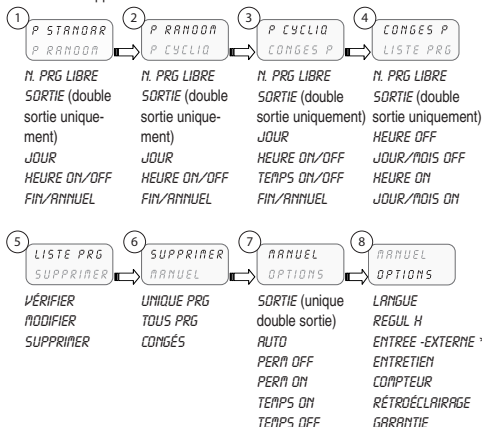 1 2 3 4
P STANDAR
P RANDOM
P RANDOM
P CYCLIQ
P CYCLIQ
CONGES P
CONGES P
LISTE PRG
N. PRG LIBRE
SORTIE (double
sortie unique-
ment)
JOUR
HEURE ON/OFF
FIN/ANNUEL
N. PRG LIBRE
SORTIE (double
sortie unique-
ment)
JOUR
HEURE ON/OFF
FIN/ANNUEL
N. PRG LIBRE
SORTIE (double
sortie uniquement)
JOUR
HEURE ON/OFF
TEMPS ON/OFF
FIN/ANNUEL
N. PRG LIBRE
SORTIE (double
sortie uniquement)
HEURE OFF
JOUR/MOIS OFF
HEURE ON
JOUR/MOIS ON
5 6 7 8
LISTE PRG
SUPPRIMER
SUPPRIMER
MANUEL
MANUEL
OPTIONS
MANUEL
OPTIONS
VÉRIFIER
MODIFIER
SUPPRIMER
UNIQUE PRG
TOUS PRG
CONGÉS
SORTIE (unique
double sortie)
AUTO
PERM OFF
PERM ON
TEMPS ON
TEMPS OFF
LANGUE
REGUL H
ENTREE -EXTERNE *
ENTRETIEN
COMPTEUR
RÉTROÉCLAIRAGE
GARANTIE